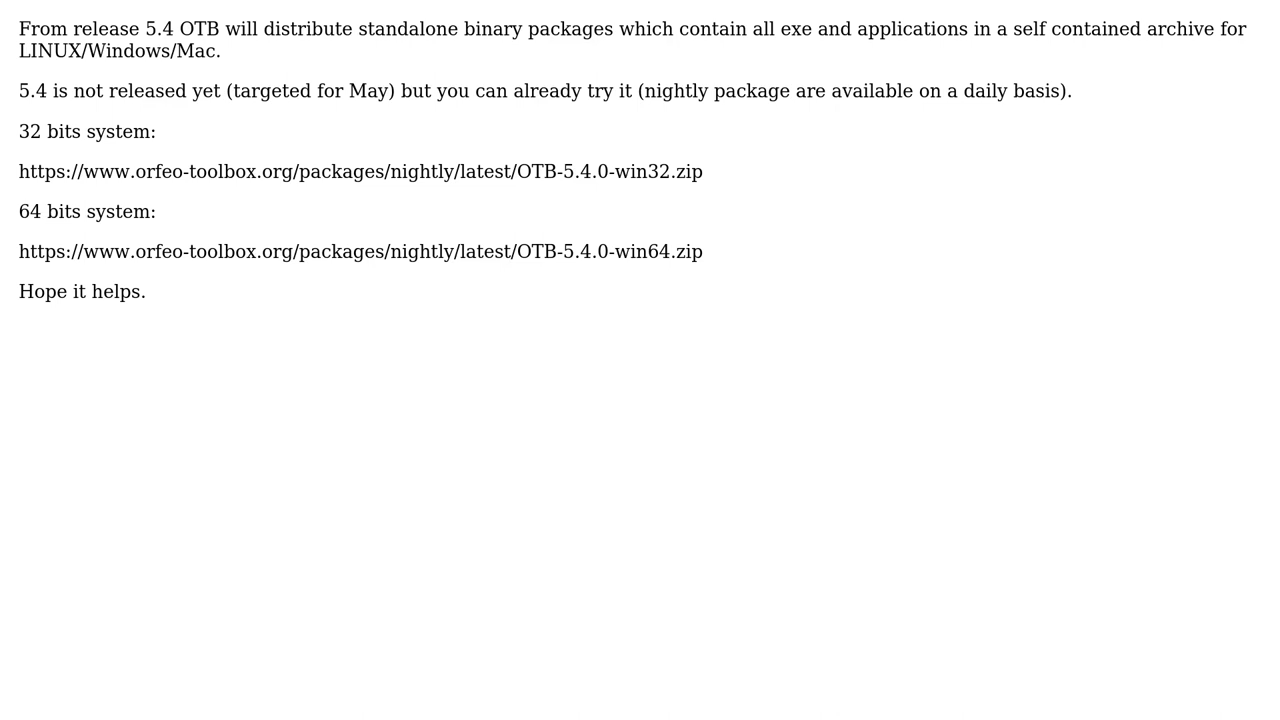 From release 5.4 OTB will distribute standalone binary packages which contain all exe and applications in a self contained archive for
LINUX/Windows/Mac.
5.4 is not released yet (targeted for May) but you can already try it (nightly package are available on a daily basis).
32 bits system:
https://www.orfeo-toolbox.org/packages/nightly/latest/OTB-5.4.0-win32.zip
64 bits system:
https://www.orfeo-toolbox.org/packages/nightly/latest/OTB-5.4.0-win64.zip
Hope it helps.